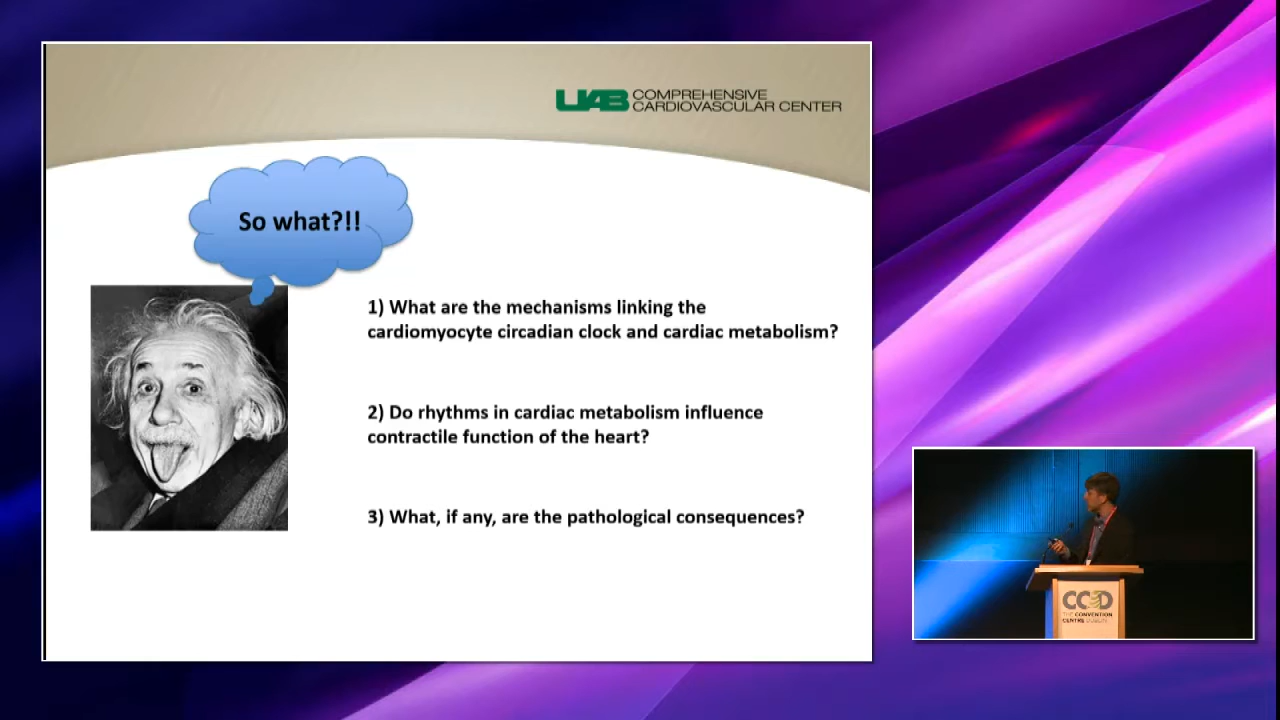 UAB COMPREHENSIVE
CARDIOVASCULAR CENTER
So what?!!
1) What are the mechanisms linking the
cardiomyocyte circadian clock and cardiac metabolism?
2) Do rhythms in cardiac metabolism influence
contractile function of the heart?
3) What, if any, are the pathological consequences?
CCD
THE CONVENTION
CENTRE DUBLIN